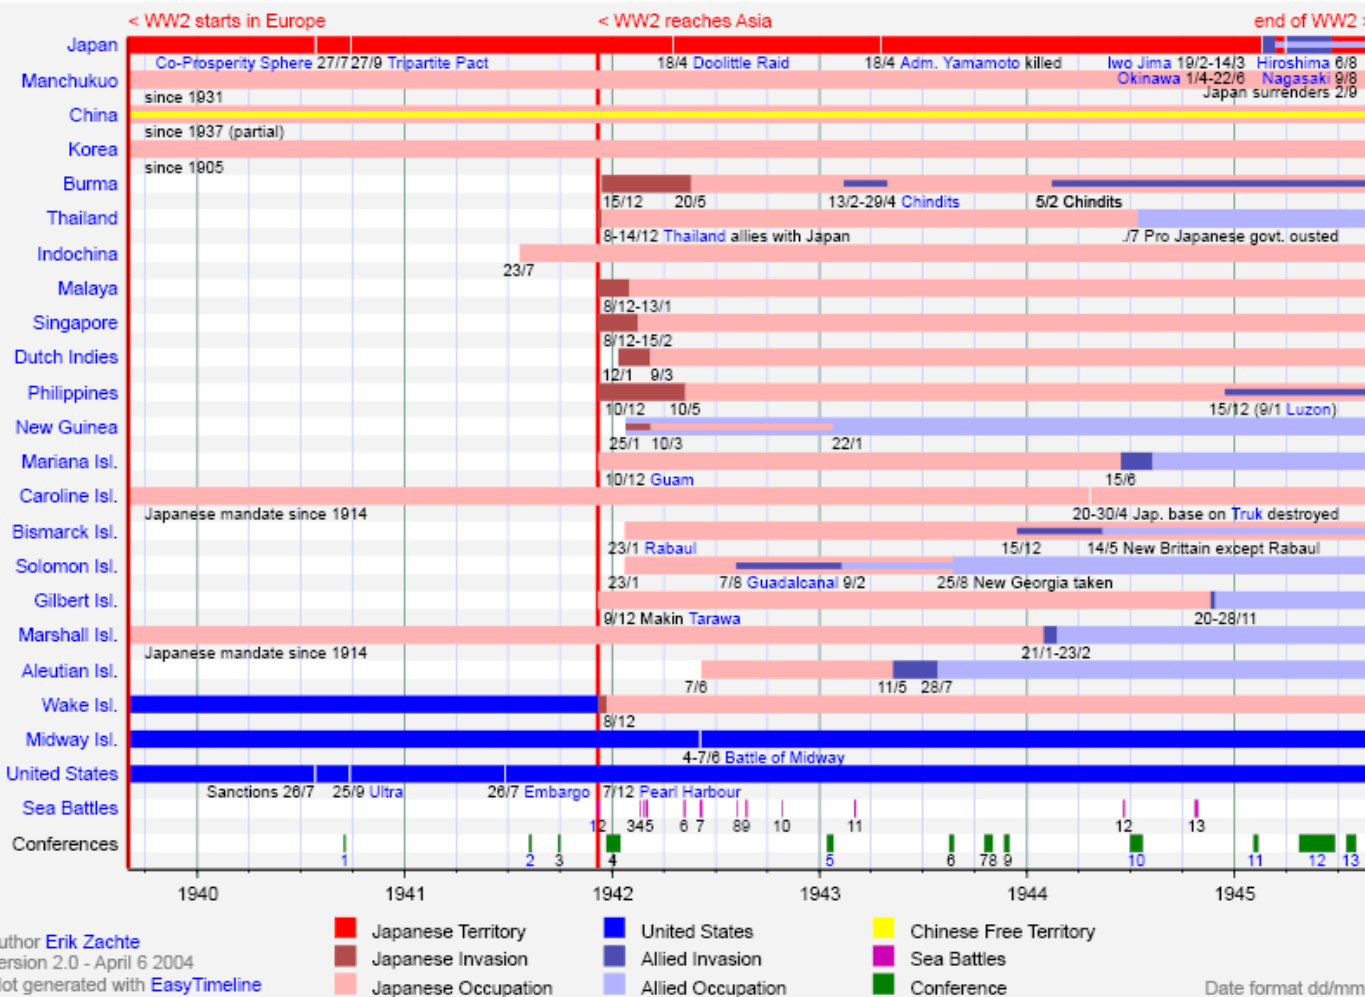 < WW2 starts in Europe < WW2 reaches Asia end of WW2 >
Japan
Co-Prosperity Sphere 27/7 27/9 Tripartite Pact 18/4 Doolittle Raid 18/4 Adm. Yamamoto killed Iwo Jima 19/2-14/3 Hiroshima 6/8
Manchukuo Okinawa 1/4-22/6 Nagasaki 9/8
since 1931 Japan surrenders 2/9
China
since 1937 (partial)
Korea
since 1905
Burma
15/12 20/5 13/2-29/4 Chindits 5/2 Chindits
Thailand
8-14/12 Thailand allies with Japan ./7 Pro Japanese govt. ousted
Indochina
23/7
Malaya
8/12-13/1
Singapore
8/12-15/2
Dutch Indies
12/1 9/3
Philippines
10/12 10/5 15/12 (9/1 Luzon)
New Guinea
25/1 10/3 22/1
Mariana Isl.
10/12 Guam 15/6
Caroline Isl.
Japanese mandate since 1914 20-30/4 Jap. base on Truk destroyed
Bismarck Isl.
23/1 Rabaul 15/12 14/5 New Brittain except Rabaul
Solomon Isl.
23/1 7/8 Guadalcanal 9/2 25/8 New Georgia taken
Gilbert Isl.
9/12 Makin Tarawa 20-28/11
Marshall Isl.
Japanese mandate since 1914 21/1-23/2
Aleutian Isl.
7/6 11/5 28/7
Wake Isl.
8/12
Midway Isl.
4-7/6 Battle of Midway
United States
Sanctions 26/7 25/9 Ultra 26/7 Embargo 7/12 Pearl Harbour
Sea Battles
12 345 6 7 89 10 11 12 13
Conferences
1 2 3 4 5 6 78 9 10 11 12 13
1940 1941 1942 1943 1944 1945
Japanese Territory United States Chinese Free Territory
uthor Erik Zachte
Japanese Invasion Allied Invasion Sea Battles
ersion 2.0 - April 6 2004
Japanese Occupation Allied Occupation Conference
lot generated with EasyTimeline Date format dd/mm